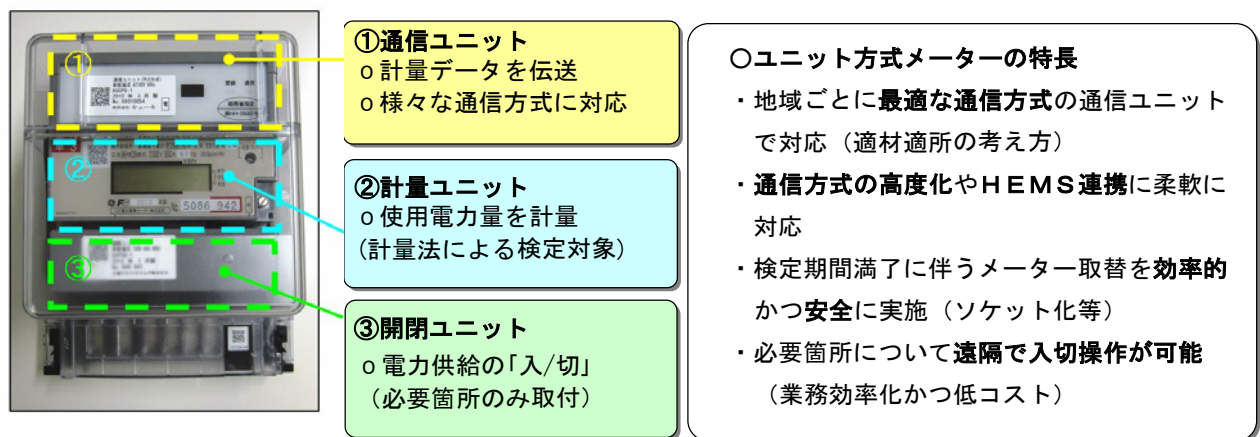 ①
②
③
5086 942
①通信ユニット
o計量データを伝送
o様々な通信方式に対応
②計量ユニット
o使用電力量を計量
(計量法による検定対象)
③開閉ユニット
o電力供給の「入/切」
(必要箇所のみ取付)
○ユニット方式メーターの特長
・地域ごとに最適な通信方式の通信ユニット
で対応（適材適所の考え方）
・通信方式の高度化やＨＥＭＳ連携に柔軟に
対応
・検定期間満了に伴うメーター取替を効率的
かつ安全に実施（ソケット化等）
・必要箇所について遠隔で入切操作が可能
（業務効率化かつ低コスト）